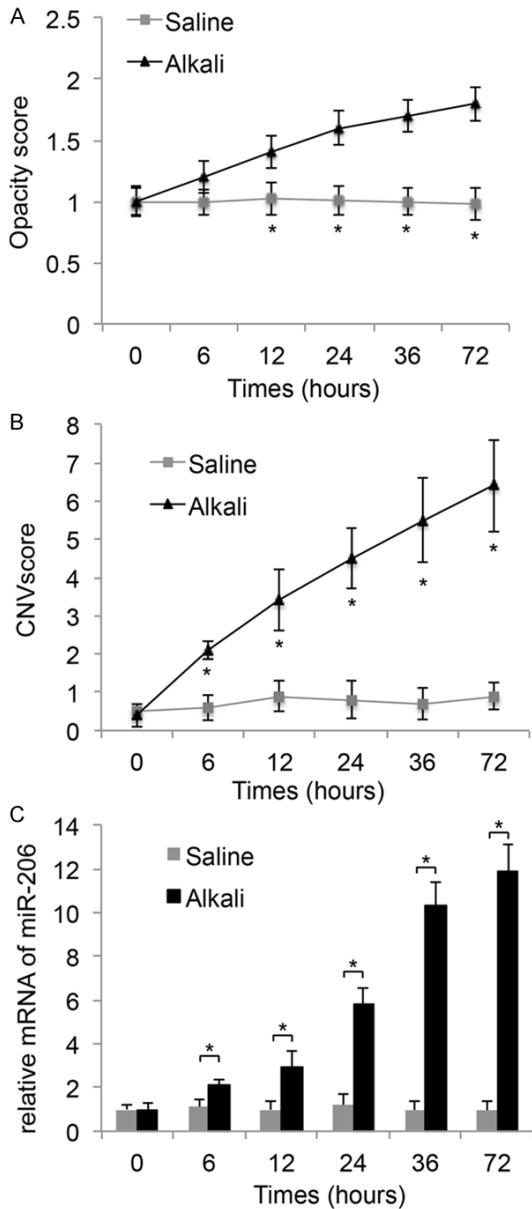 A
Saline
Alkali
Opacity score
2.5
2
1.5
1
0.5
0
* * * *
0 6 12 24 36 72
Times (hours)
B
Saline
Alkali
CNVscore
8
7
6
5
4
3
2
1
0
* * * * *
0 6 12 24 36 72
Times (hours)
C
Saline
Alkali
relative mRNA of miR-206
14
12
10
8
6
4
2
0
* * * * *
0 6 12 24 36 72
Times (hours)